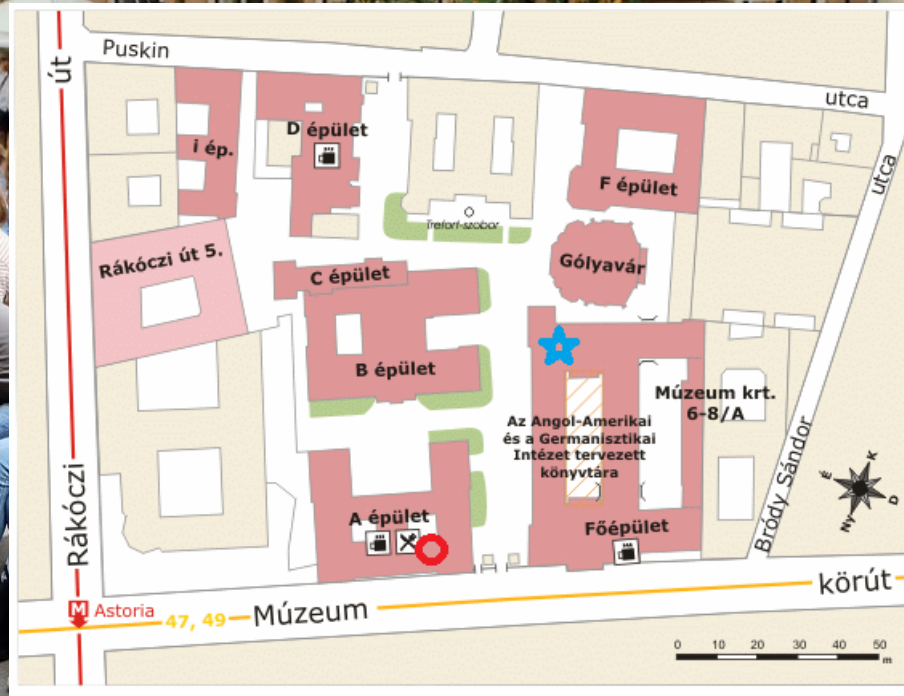 Puskin
utca
út
D épület
i ép.
F épület
utca
Trefort-szobor
Rákóczi út 5.
C épület
Gólyavár
B épület
Múzeum krt.
6-8/A
Az Angol-Amerikai
és a Germanisztikai
Intézet tervezett
könyvtára
Bródy Sándor
É
K
Ny
D
Rákóczi
A épület
Főépület
M Astoria
47, 49
Múzeum
körút
0 10 20 30 40 50
m